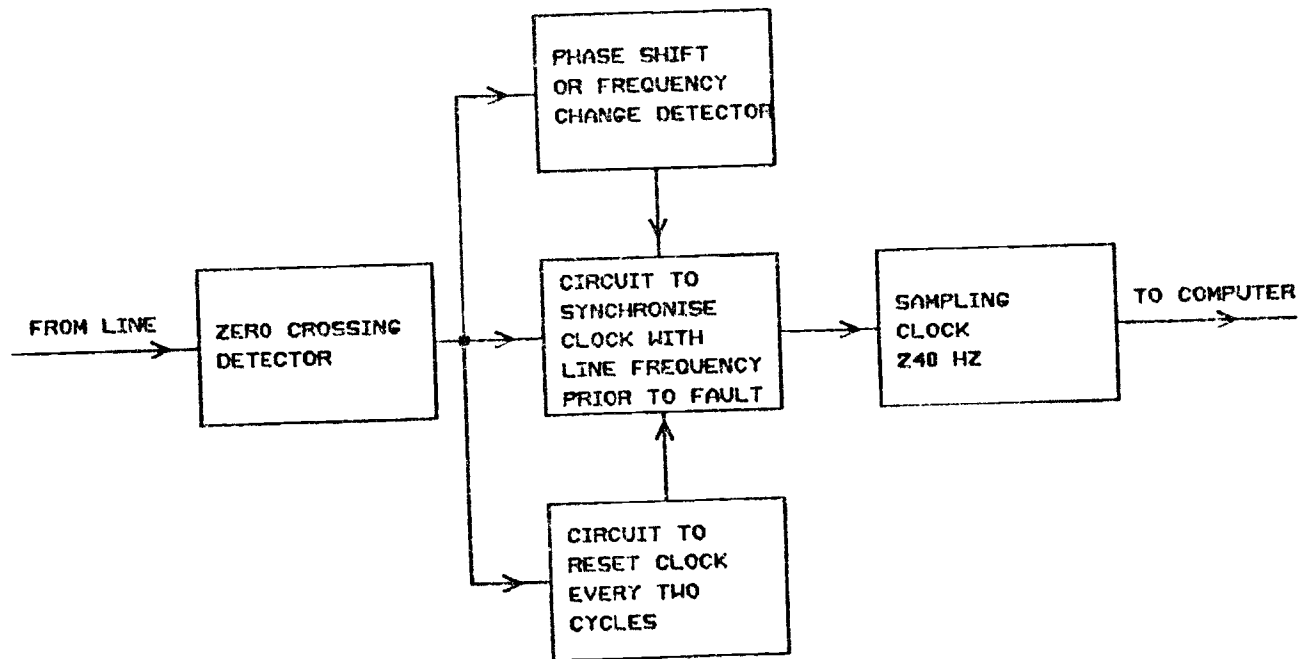 PHASE SHIFT
OR FREQUENCY
CHANGE DETECTOR
FROM LINE
ZERO CROSSING
DETECTOR
CIRCUIT TO
SYNCHRONISE
CLOCK WITH
LINE FREQUENCY
PRIOR TO FAULT
SAMPLING
CLOCK
240 HZ
TO COMPUTER
CIRCUIT TO
RESET CLOCK
EVERY TWO
CYCLES